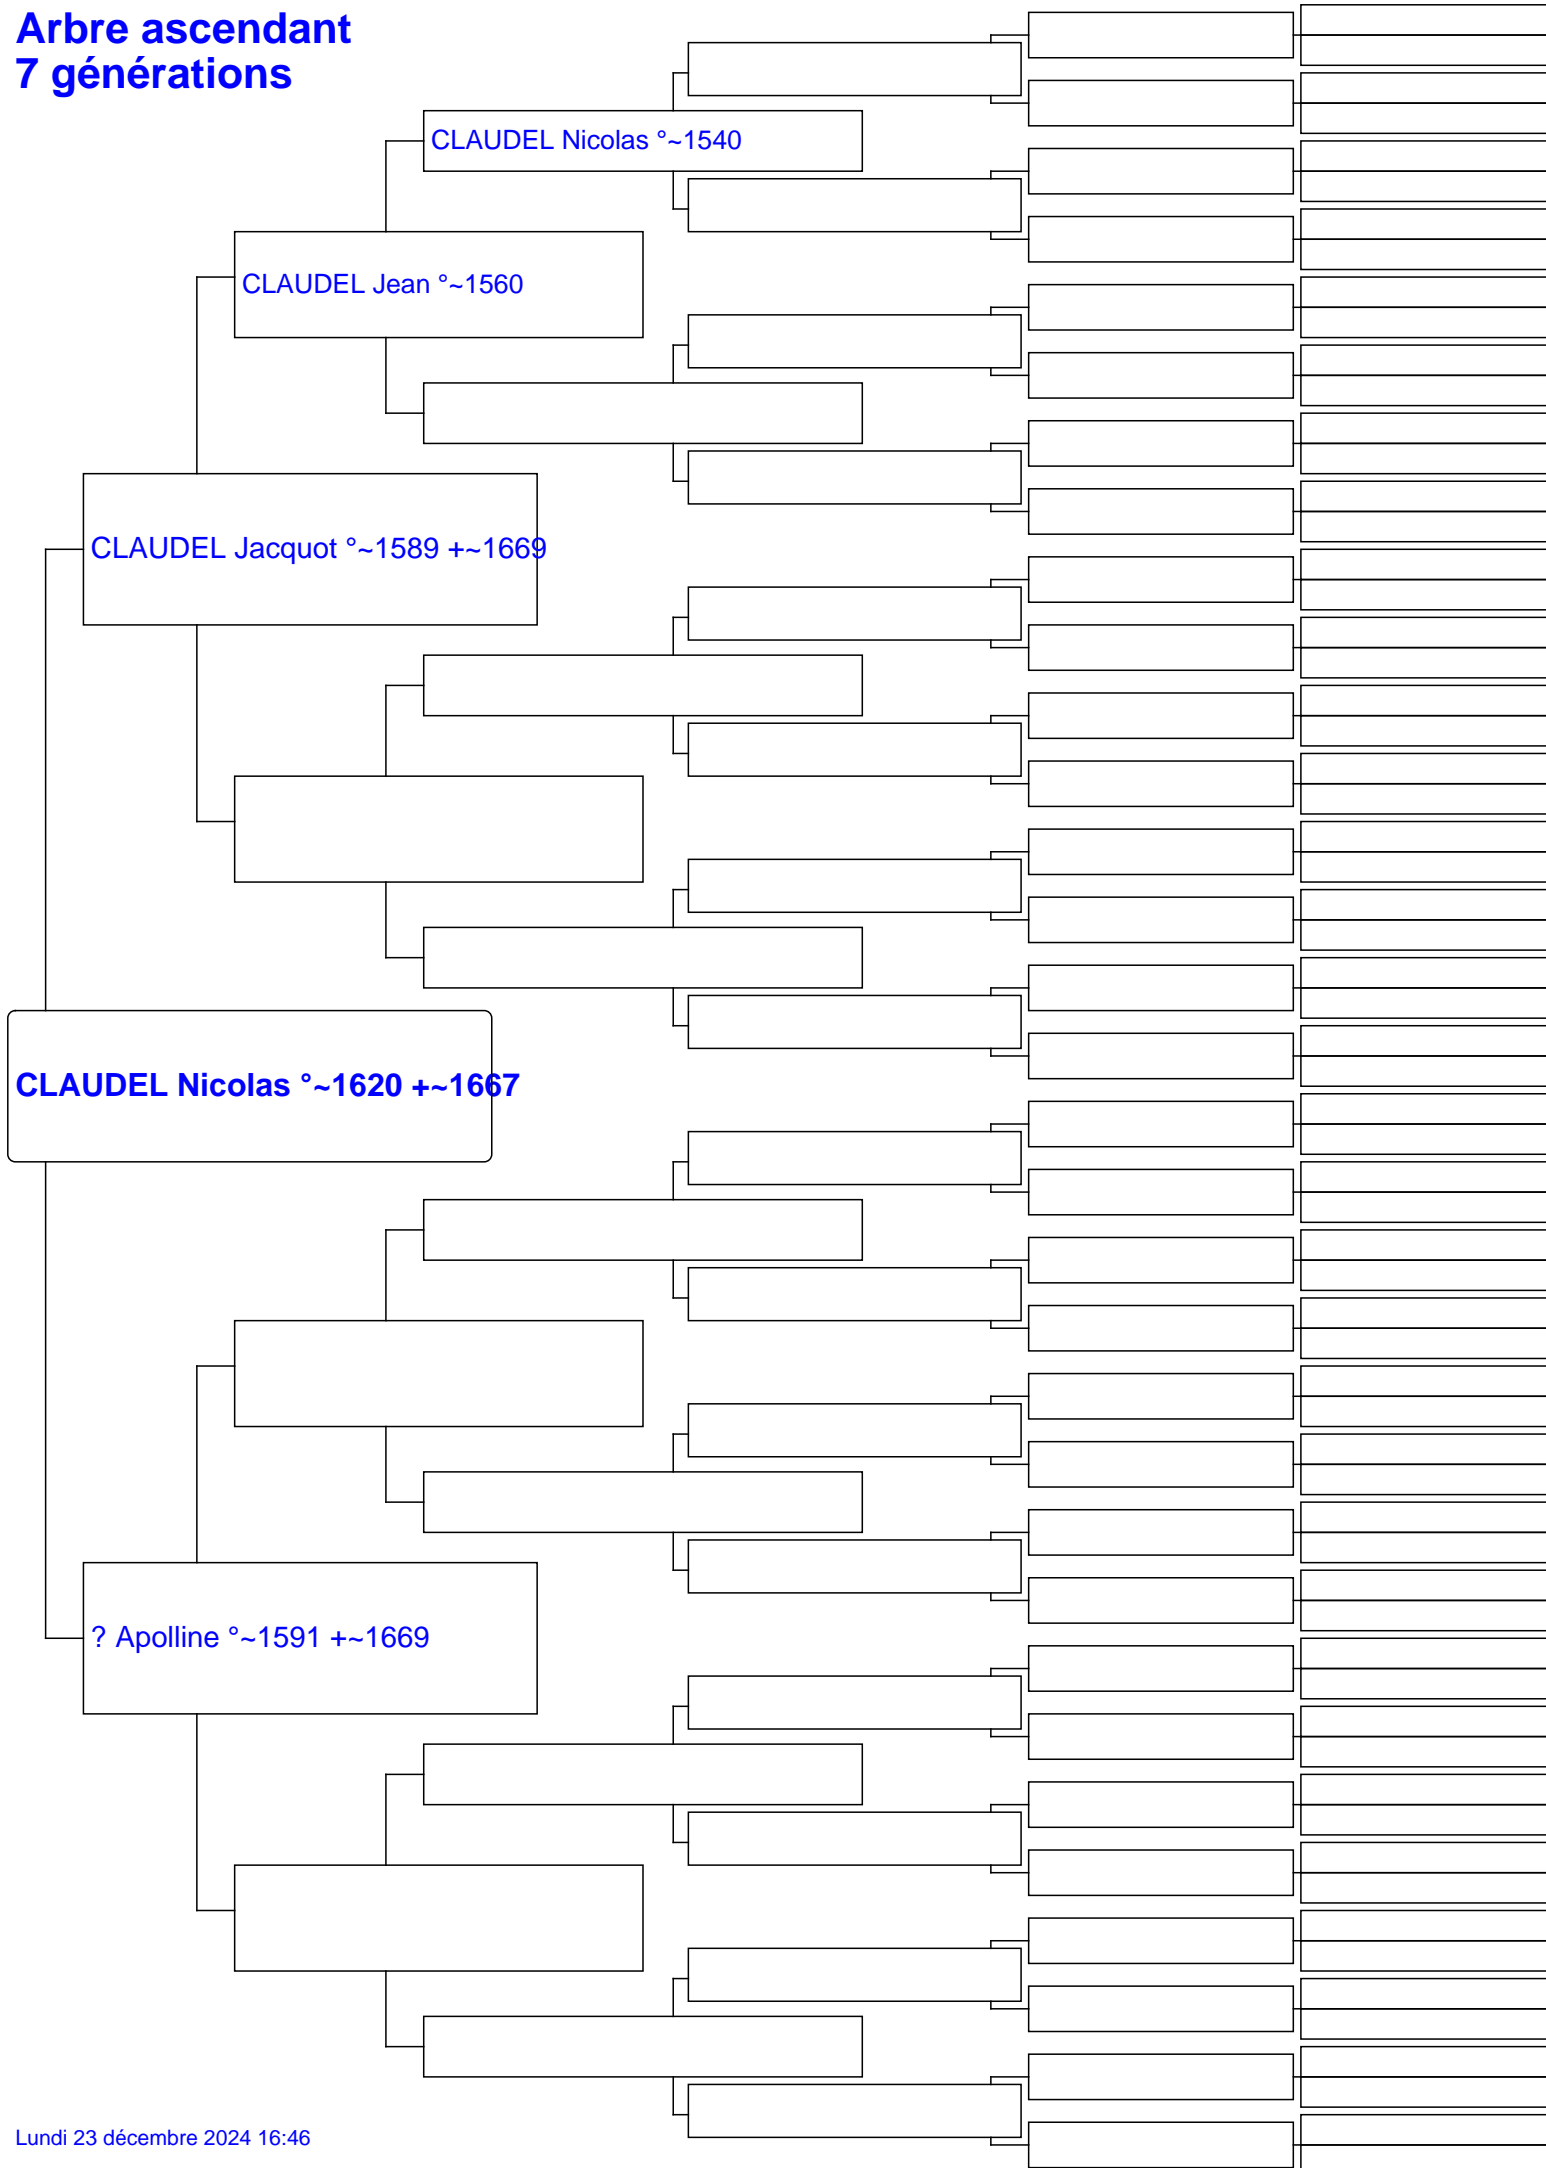 Arbre ascendant
7 générations
CLAUDEL Nicolas °~1540
CLAUDEL Jean °~1560
CLAUDEL Jacquot °~1589 +~1669
CLAUDEL Nicolas °~1620 +~1667
? Apolline °~1591 +~1669
Lundi 23 décembre 2024 16:46